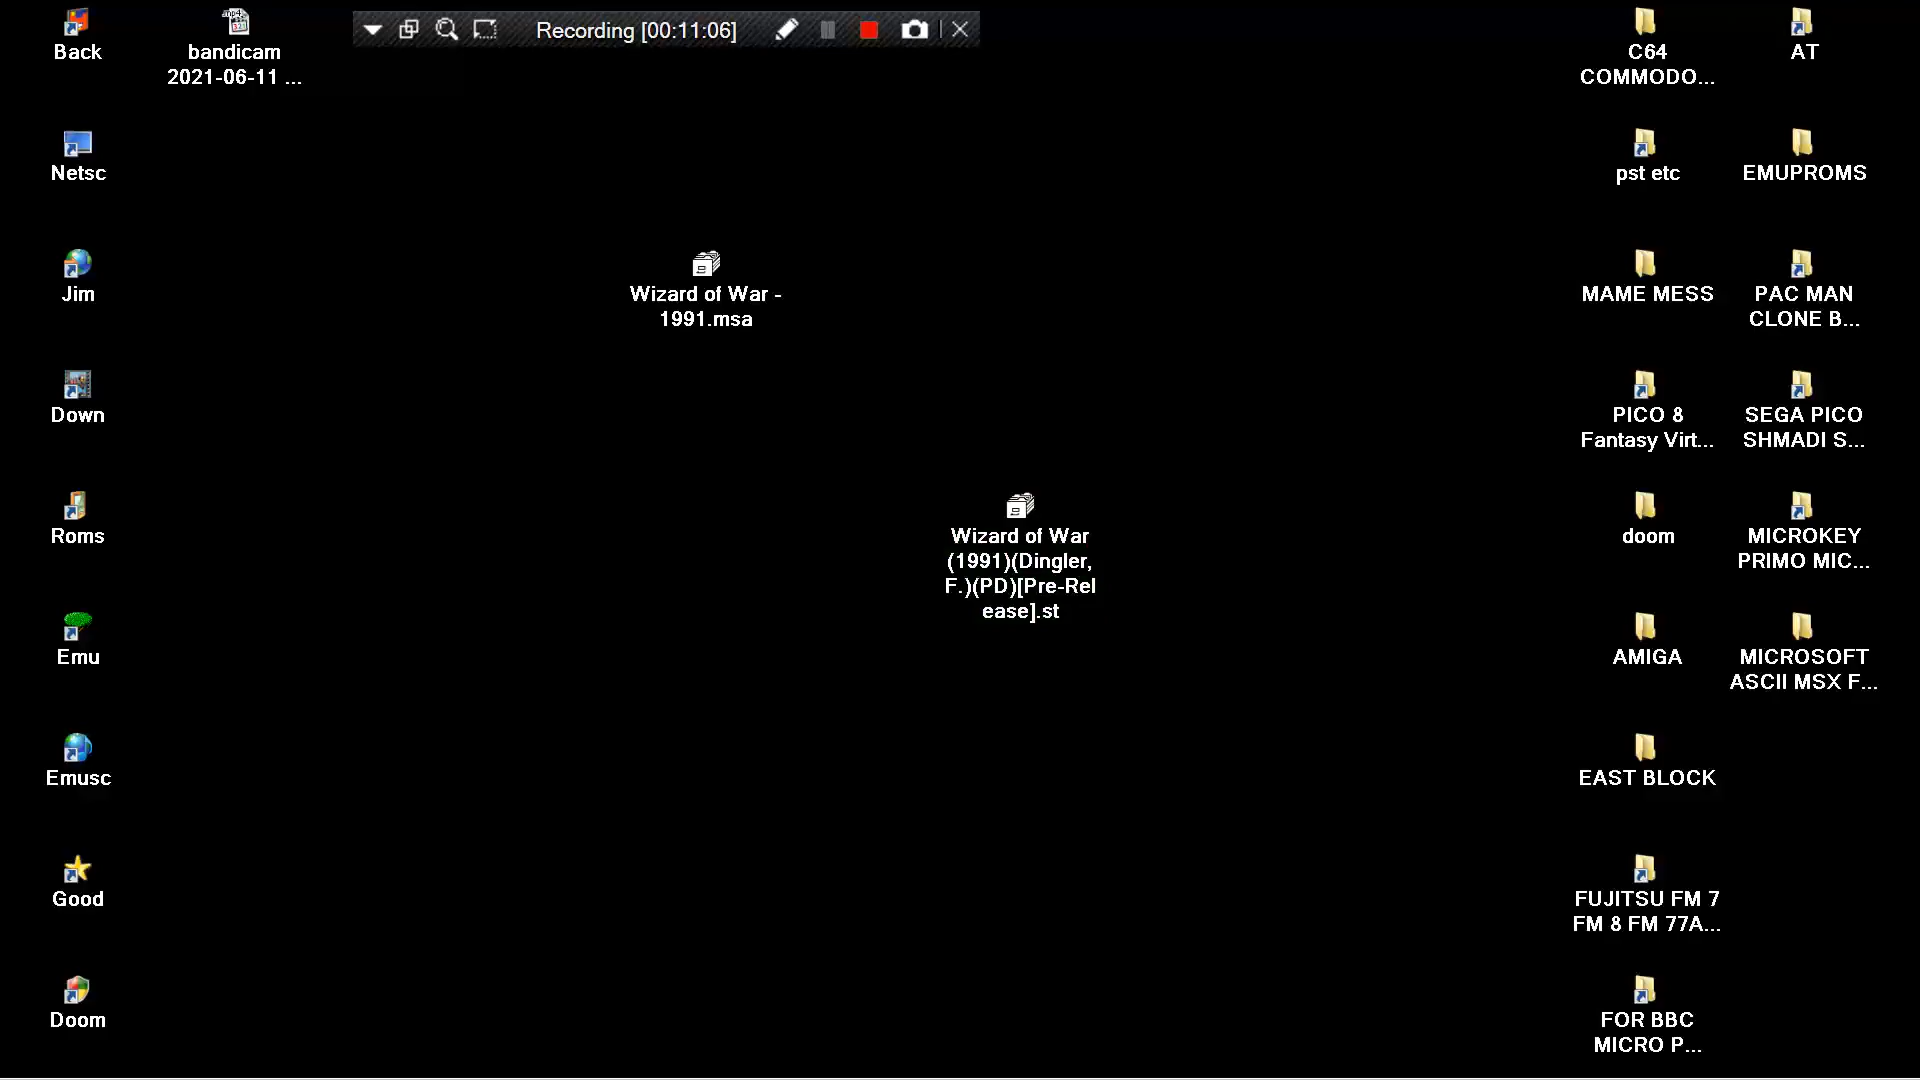 Recording [00:11:06]
Back
bandicam
2021-06-11 ...
mp4
321
Netsc
Jim
Down
Roms
Emu
Emusc
Good
Doom
Wizard of War -
1991.msa
Wizard of War
(1991)(Dingler,
F.)(PD)[Pre-Rel
ease].st
C64
COMMODO...
pst etc
MAME MESS
PICO 8
Fantasy Virt...
doom
AMIGA
EAST BLOCK
FUJITSU FM 7
FM 8 FM 77A...
FOR BBC
MICRO P...
AT
EMUPROMS
PAC MAN
CLONE B...
SEGA PICO
SHMADI S...
MICROKEY
PRIMO MIC...
MICROSOFT
ASCII MSX F...